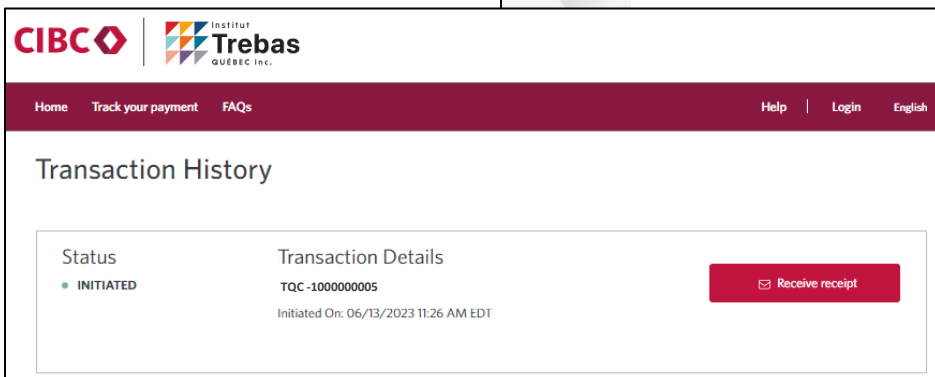 CIBC
Institut
Trebas
QUÉBEC Inc.
Home Track your payment FAQs Help | Login English
Transaction History
Status
INITIATED
Transaction Details
TQC -1000000005
Initiated On: 06/13/2023 11:26 AM EDT
Receive receipt